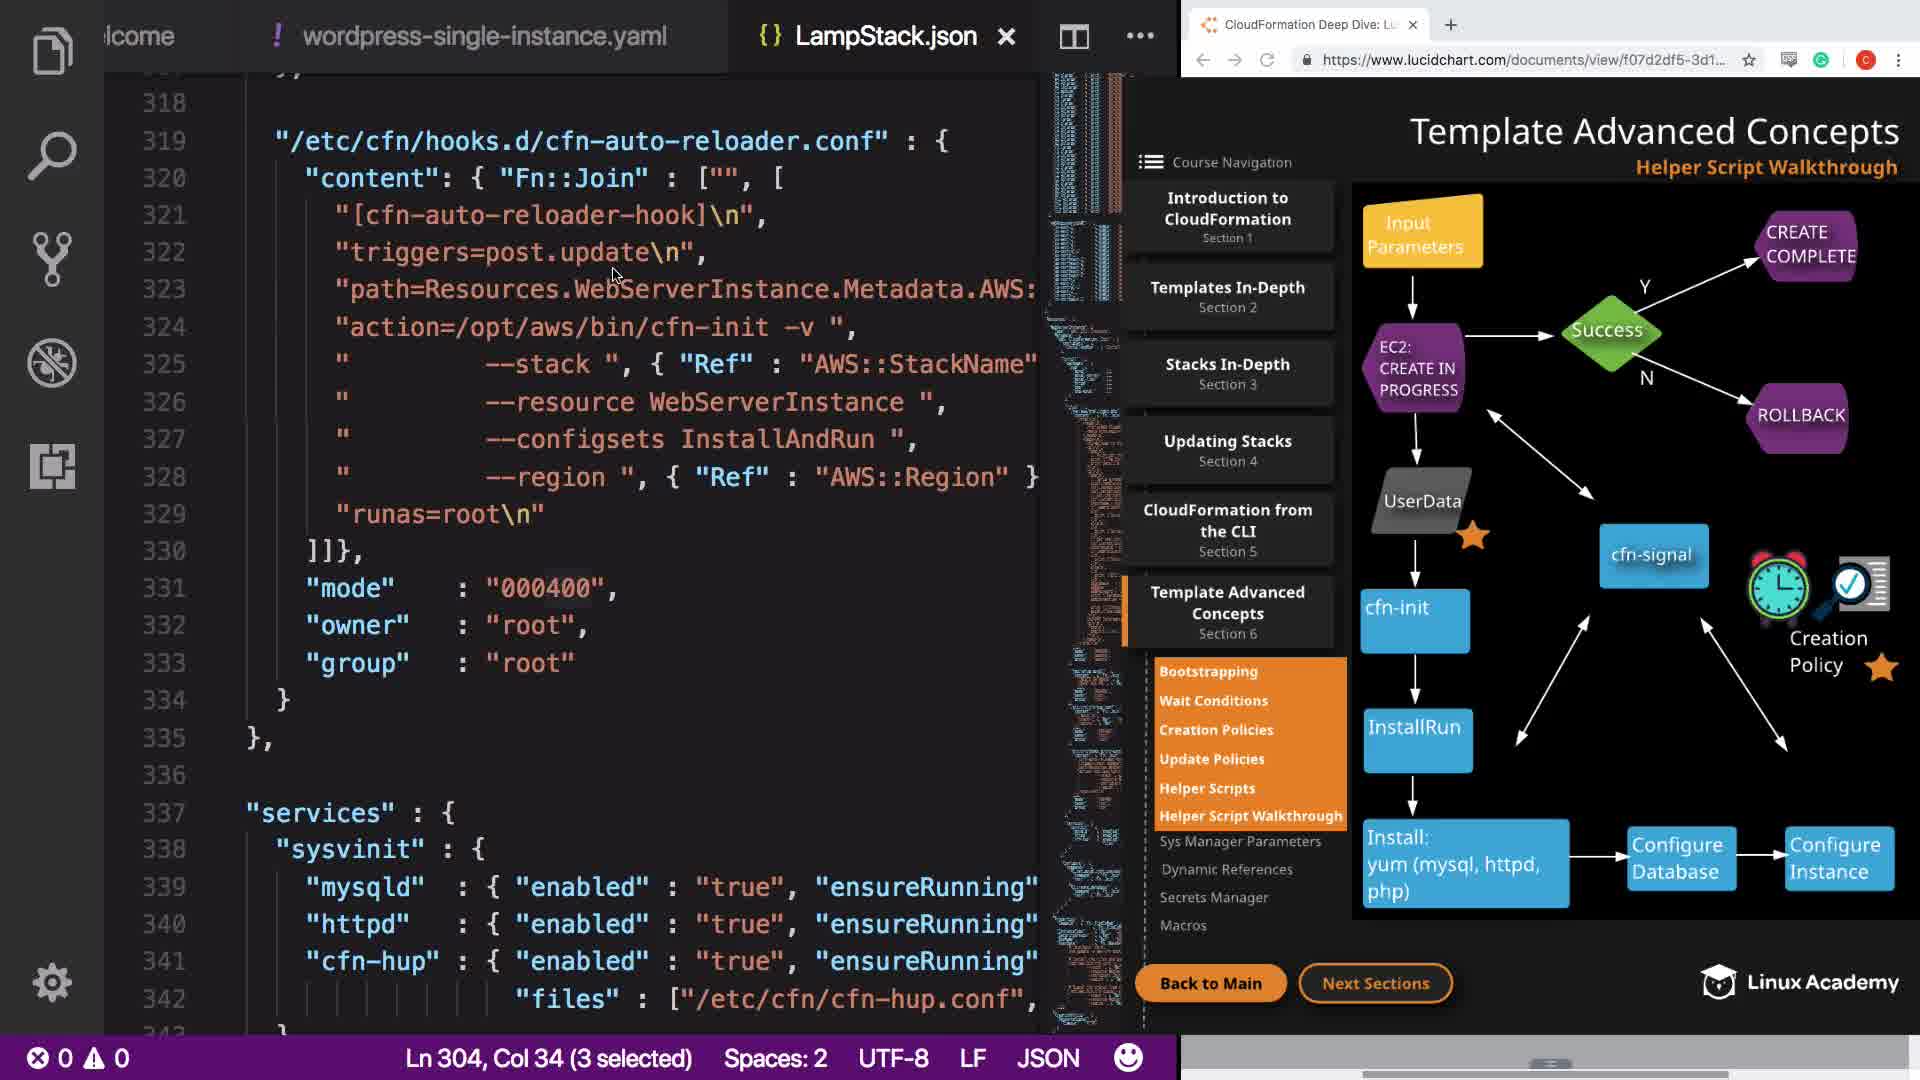 lcome
! wordpress-single-instance.yaml
{} LampStack.json
318
319 "/etc/cfn/hooks.d/cfn-auto-reloader.conf" : {
320 "content": { "Fn::Join" : ["", [
321 "[cfn-auto-reloader-hook]\n",
322 "triggers=post.update\n",
323 "path=Resources.WebServerInstance.Metadata.AWS:
324 "action=/opt/aws/bin/cfn-init -v ",
325 "         --stack ", { "Ref" : "AWS::StackName"
326 "         --resource WebServerInstance ",
327 "         --configsets InstallAndRun ",
328 "         --region ", { "Ref" : "AWS::Region" }
329 "runas=root\n"
330 ]]},
331 "mode"    : "000400",
332 "owner"   : "root",
333 "group"   : "root"
334 }
335 },
336
337 "services" : {
338 "sysvinit" : {
339 "mysqld"  : { "enabled" : "true", "ensureRunning"
340 "httpd"   : { "enabled" : "true", "ensureRunning"
341 "cfn-hup" : { "enabled" : "true", "ensureRunning"
342 "files" : ["/etc/cfn/cfn-hup.conf",
0 0
Ln 304, Col 34 (3 selected)
Spaces: 2
UTF-8
LF
JSON
CloudFormation Deep Dive: Lu
https://www.lucidchart.com/documents/view/f07d2df5-3d1...
C
Template Advanced Concepts
Helper Script Walkthrough
Course Navigation
Introduction to
CloudFormation
Section 1
Templates In-Depth
Section 2
Stacks In-Depth
Section 3
Updating Stacks
Section 4
CloudFormation from
the CLI
Section 5
Template Advanced
Concepts
Section 6
Bootstrapping
Wait Conditions
Creation Policies
Update Policies
Helper Scripts
Helper Script Walkthrough
Sys Manager Parameters
Dynamic References
Secrets Manager
Macros
Back to Main
Next Sections
Input
Parameters
EC2:
CREATE IN
PROGRESS
Success
Y
N
CREATE
COMPLETE
ROLLBACK
UserData
cfn-signal
cfn-init
Creation
Policy
InstallRun
Install:
yum (mysql, httpd,
php)
Configure
Database
Configure
Instance
Linux Academy